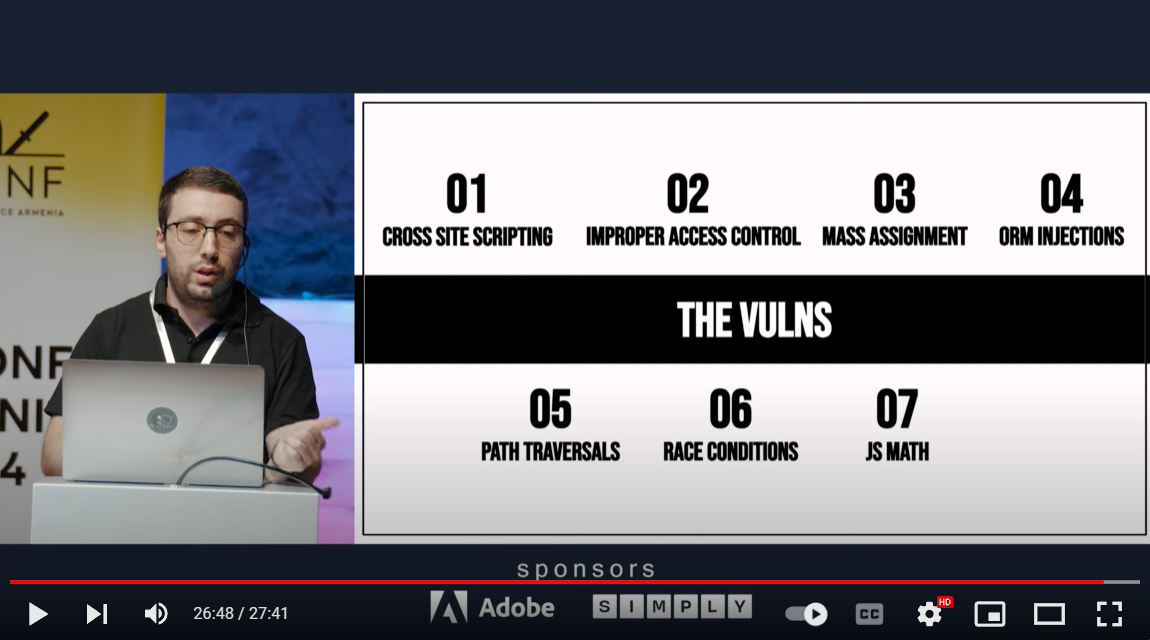 NF
CE ARMENIA
ONF
NI
4
01
02
03
04
CROSS SITE SCRIPTING
IMPROPER ACCESS CONTROL
MASS ASSIGNMENT
ORM INJECTIONS
THE VULNS
05
06
07
PATH TRAVERSALS
RACE CONDITIONS
JS MATH
sponsors
Adobe
SIMPLY
26:48 / 27:41
CC
HD